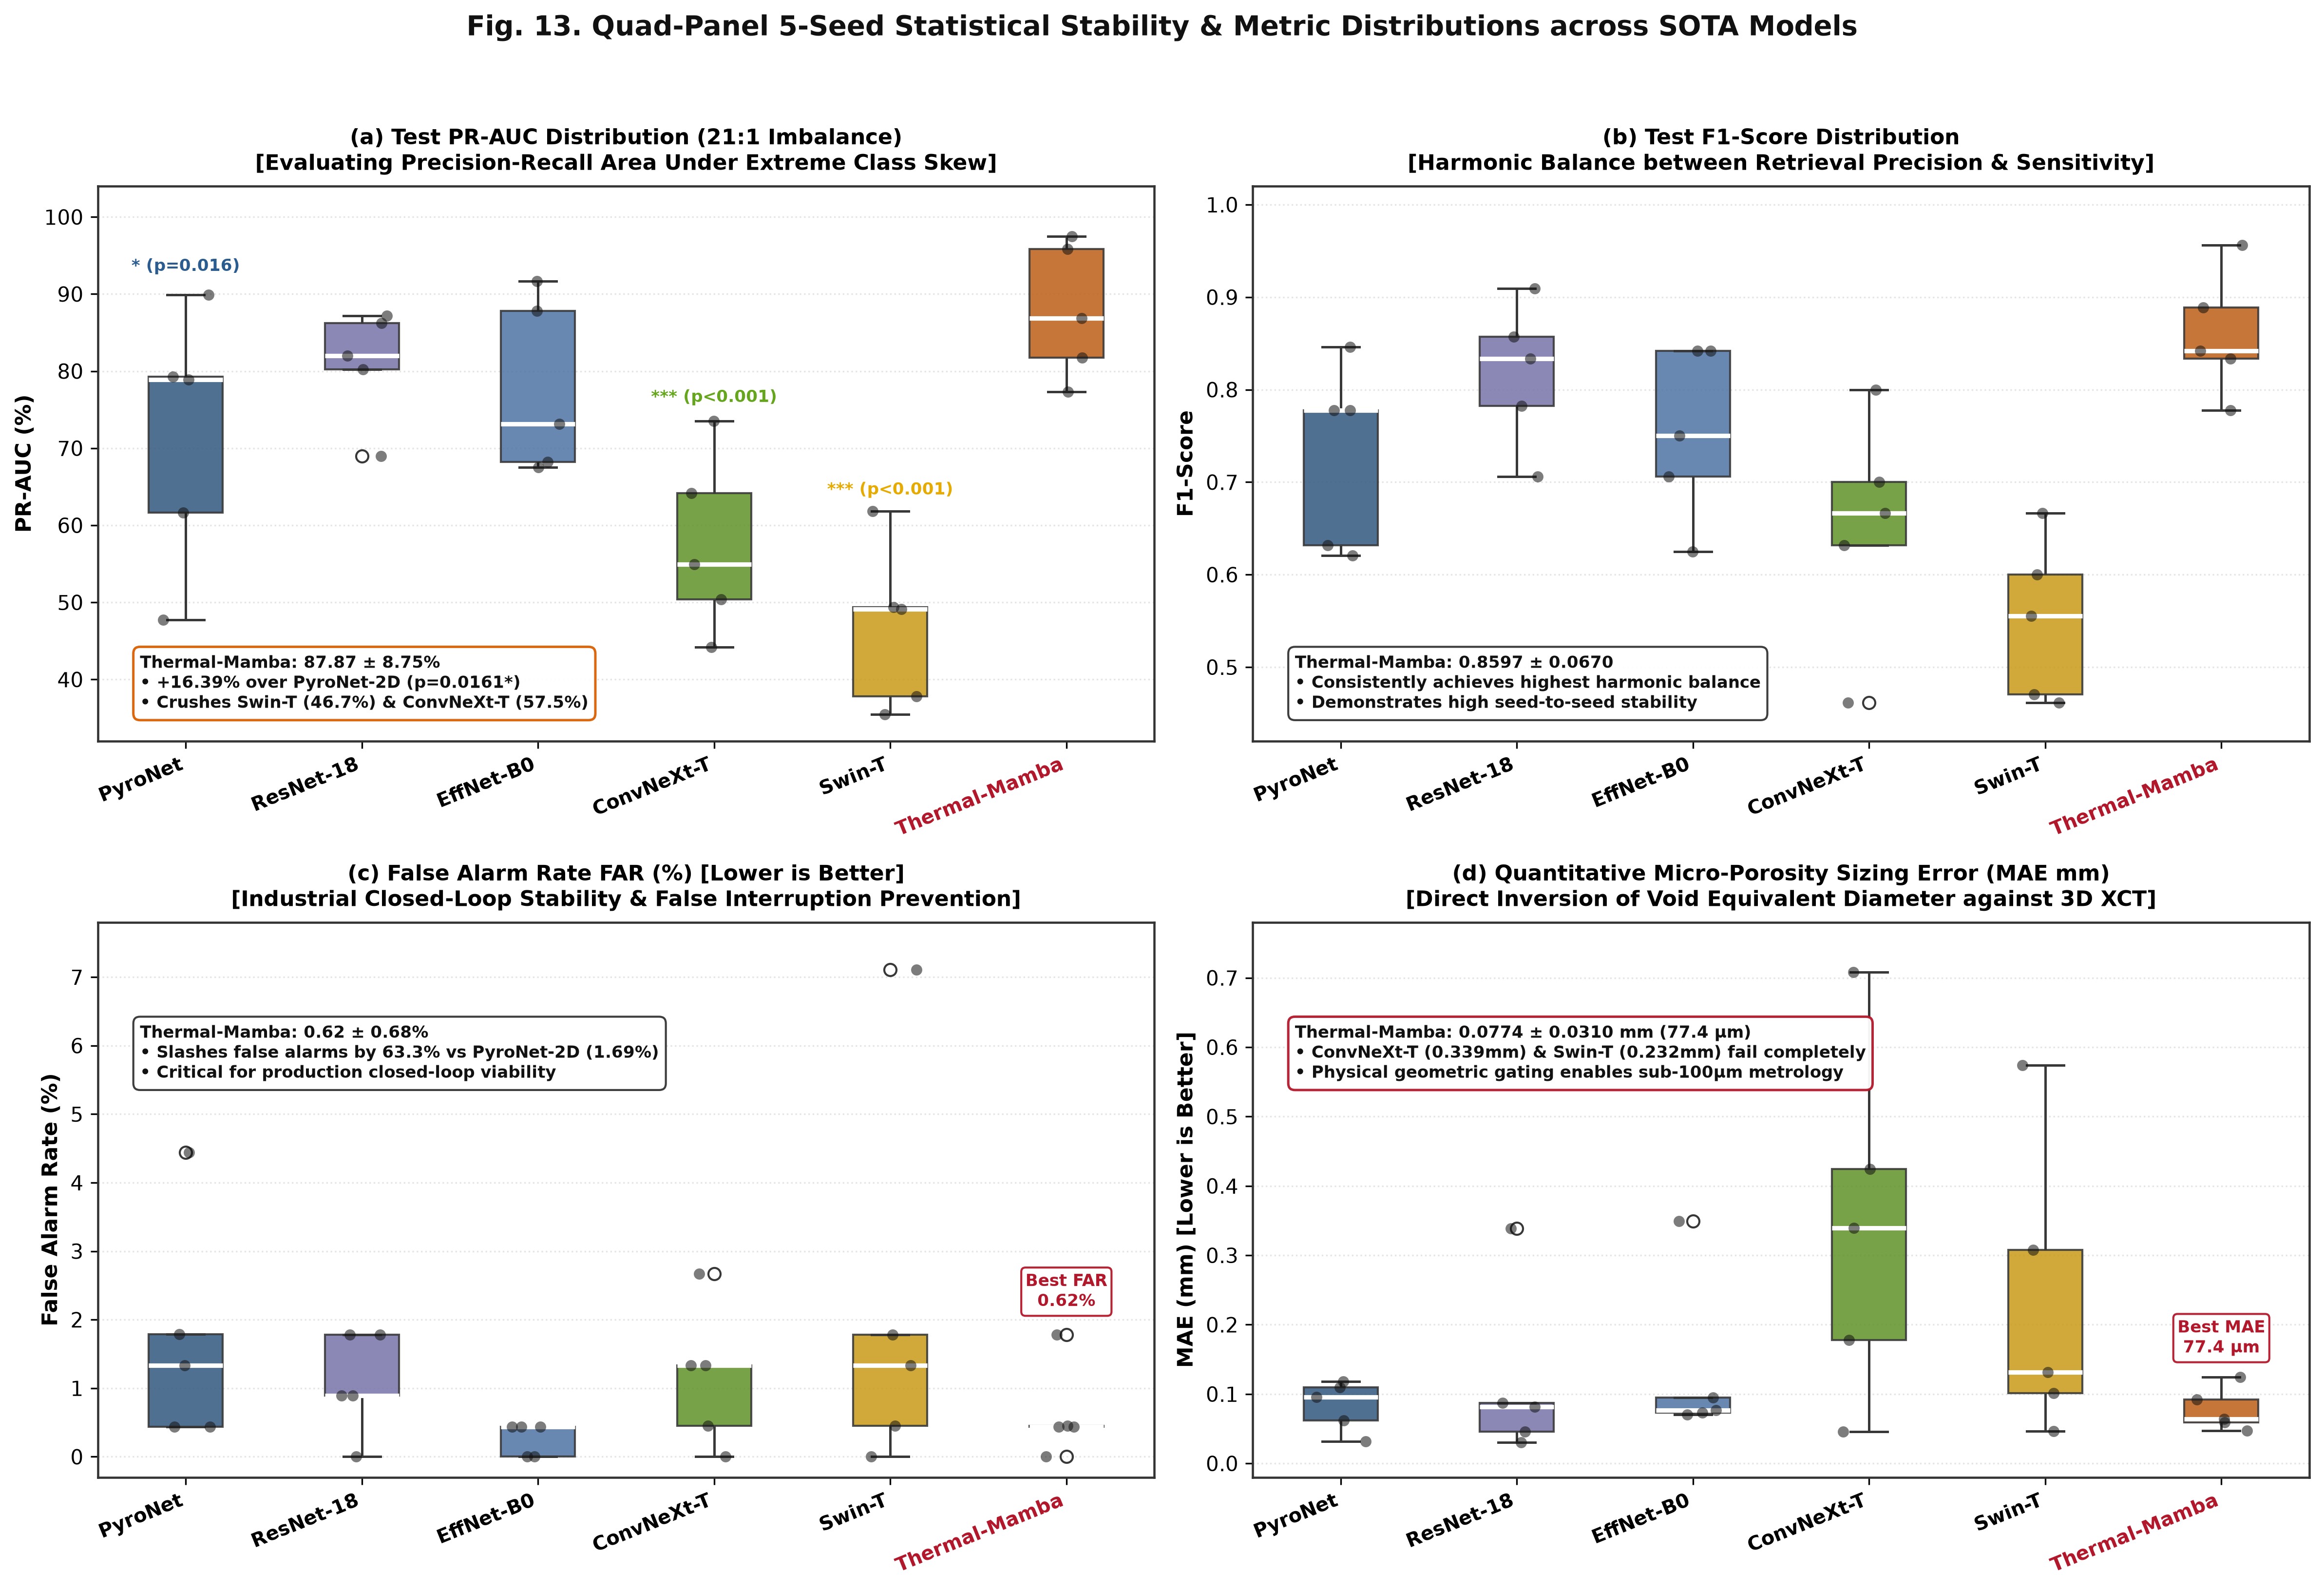 Fig. 13. Quad-Panel 5-Seed Statistical Stability & Metric Distributions across SOTA Models
(a) Test PR-AUC Distribution (21:1 Imbalance)
[Evaluating Precision-Recall Area Under Extreme Class Skew]
PR-AUC (%)
100
90
80
70
60
50
40
* (p=0.016)
*** (p<0.001)
*** (p<0.001)
Thermal-Mamba: 87.87 ± 8.75%
• +16.39% over PyroNet-2D (p=0.0161*)
• Crushes Swin-T (46.7%) & ConvNeXt-T (57.5%)
PyroNet
ResNet-18
EffNet-B0
ConvNeXt-T
Swin-T
Thermal-Mamba
(b) Test F1-Score Distribution
[Harmonic Balance between Retrieval Precision & Sensitivity]
F1-Score
1.0
0.9
0.8
0.7
0.6
0.5
Thermal-Mamba: 0.8597 ± 0.0670
• Consistently achieves highest harmonic balance
• Demonstrates high seed-to-seed stability
PyroNet
ResNet-18
EffNet-B0
ConvNeXt-T
Swin-T
Thermal-Mamba
(c) False Alarm Rate FAR (%) [Lower is Better]
[Industrial Closed-Loop Stability & False Interruption Prevention]
False Alarm Rate (%)
7
6
5
4
3
2
1
0
Thermal-Mamba: 0.62 ± 0.68%
• Slashes false alarms by 63.3% vs PyroNet-2D (1.69%)
• Critical for production closed-loop viability
Best FAR
0.62%
PyroNet
ResNet-18
EffNet-B0
ConvNeXt-T
Swin-T
Thermal-Mamba
(d) Quantitative Micro-Porosity Sizing Error (MAE mm)
[Direct Inversion of Void Equivalent Diameter against 3D XCT]
MAE (mm) [Lower is Better]
0.7
0.6
0.5
0.4
0.3
0.2
0.1
0.0
Thermal-Mamba: 0.0774 ± 0.0310 mm (77.4 µm)
• ConvNeXt-T (0.339mm) & Swin-T (0.232mm) fail completely
• Physical geometric gating enables sub-100µm metrology
Best MAE
77.4 µm
PyroNet
ResNet-18
EffNet-B0
ConvNeXt-T
Swin-T
Thermal-Mamba